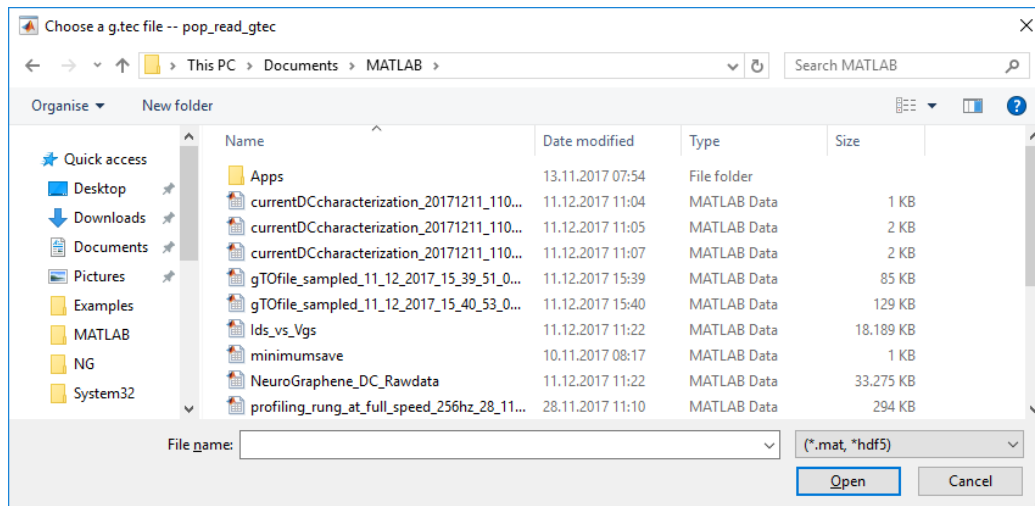 Choose a g.tec file -- pop_read_gtec
This PC > Documents > MATLAB >
Search MATLAB
Organise
New folder
Name Date modified Type Size
Quick access
Desktop
Downloads
Documents
Pictures
Examples
MATLAB
NG
System32
Apps 13.11.2017 07:54 File folder
currentDCcharacterization_20171211_110... 11.12.2017 11:04 MATLAB Data 1 KB
currentDCcharacterization_20171211_110... 11.12.2017 11:05 MATLAB Data 2 KB
currentDCcharacterization_20171211_110... 11.12.2017 11:07 MATLAB Data 2 KB
gTOfile_sampled_11_12_2017_15_39_51_0... 11.12.2017 15:39 MATLAB Data 85 KB
gTOfile_sampled_11_12_2017_15_40_53_0... 11.12.2017 15:40 MATLAB Data 129 KB
Ids_vs_Vgs 11.12.2017 11:22 MATLAB Data 18.189 KB
minimumsave 10.11.2017 08:17 MATLAB Data 1 KB
NeuroGraphene_DC_Rawdata 11.12.2017 11:22 MATLAB Data 33.275 KB
profiling_rung_at_full_speed_256hz_28_11... 28.11.2017 11:10 MATLAB Data 294 KB
File name:
(*.mat, *hdf5)
Open
Cancel